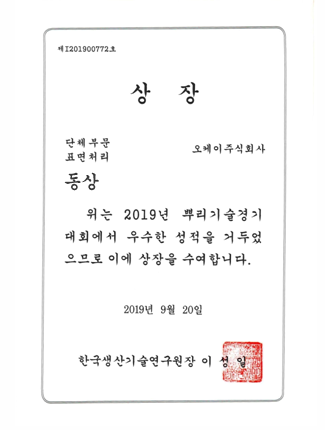 제I201900772호
상 장
단체부문
표면처리
오케이주식회사
동상
위는 2019년 뿌리기술경기
대회에서 우수한 성적을 거두었
으므로 이에 상장을 수여합니다.
2019년 9월 20일
한국생산기술연구원장 이 성 일